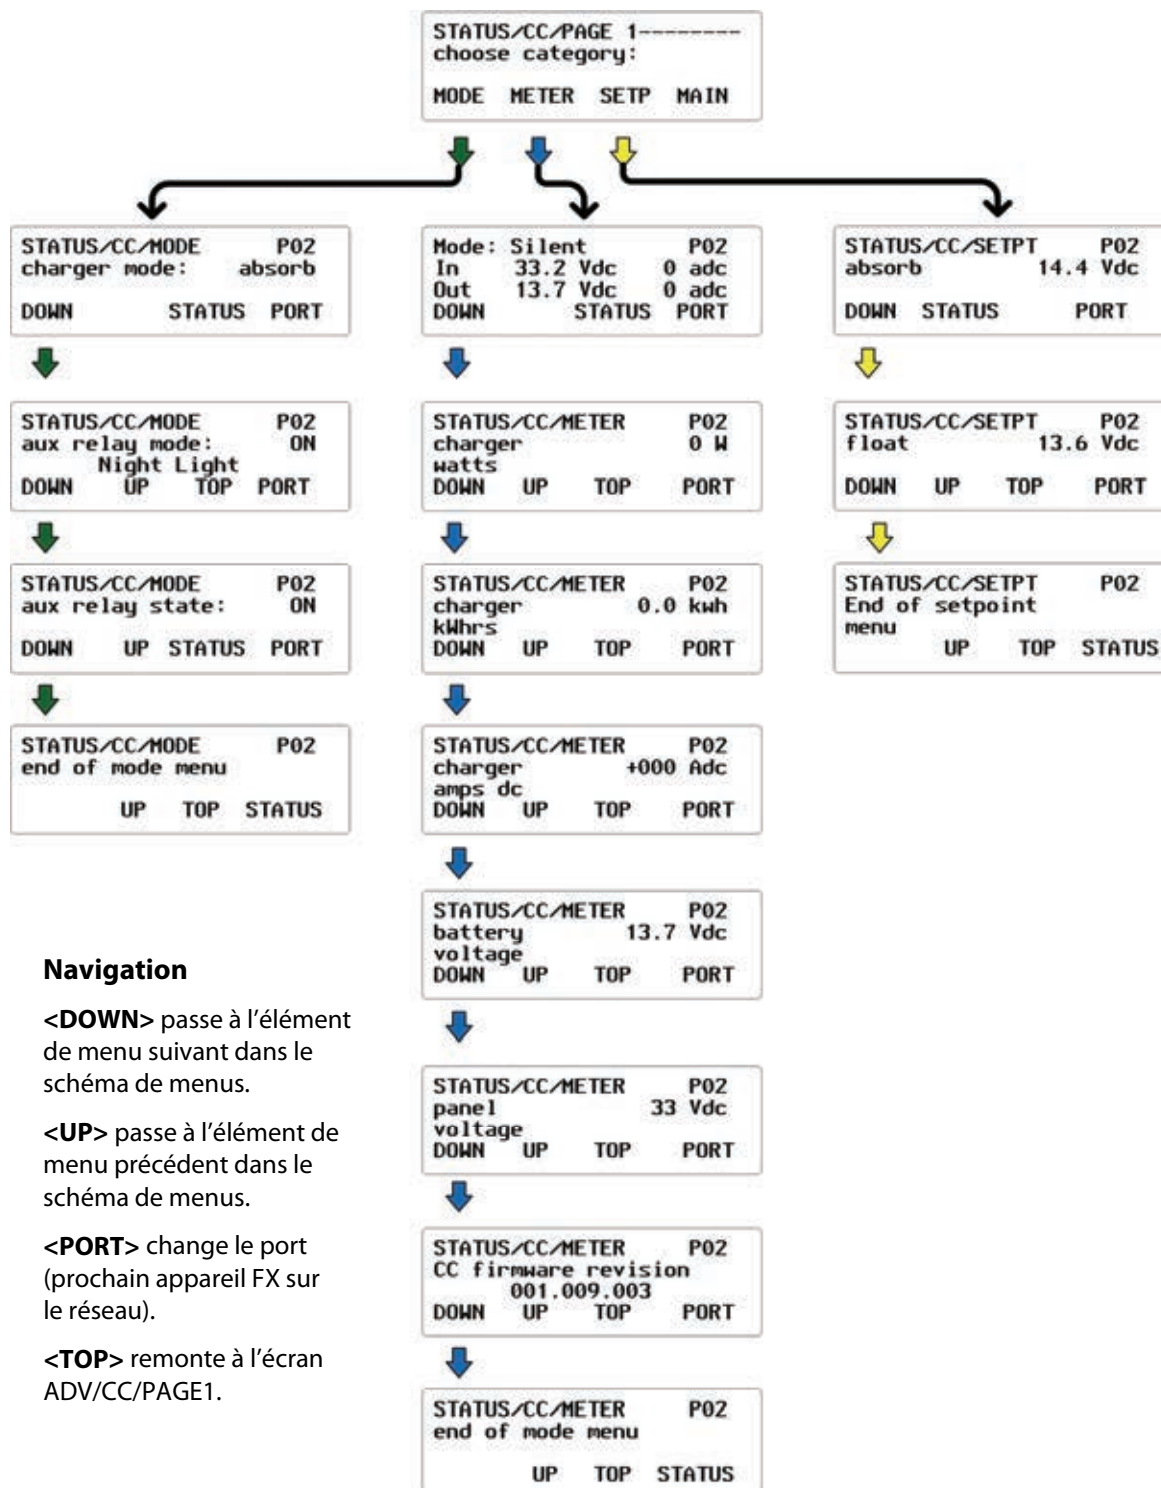 STATUS/CC/PAGE 1--------
choose category:
MODE METER SETP MAIN
STATUS/CC/MODE P02
charger mode: absorb
DOWN STATUS PORT
STATUS/CC/MODE P02
aux relay mode: ON
Night Light
DOWN UP TOP PORT
STATUS/CC/MODE P02
aux relay state: ON
DOWN UP STATUS PORT
STATUS/CC/MODE P02
end of mode menu
UP TOP STATUS
Mode: Silent P02
In 33.2 Vdc 0 adc
Out 13.7 Vdc 0 adc
DOWN STATUS PORT
STATUS/CC/METER P02
charger 0 W
watts
DOWN UP TOP PORT
STATUS/CC/METER P02
charger 0.0 kwh
kWhrs
DOWN UP TOP PORT
STATUS/CC/METER P02
charger +000 Adc
amps dc
DOWN UP TOP PORT
STATUS/CC/METER P02
battery 13.7 Vdc
voltage
DOWN UP TOP PORT
STATUS/CC/METER P02
panel 33 Vdc
voltage
DOWN UP TOP PORT
STATUS/CC/METER P02
CC firmware revision
001.009.003
DOWN UP TOP PORT
STATUS/CC/METER P02
end of mode menu
UP TOP STATUS
STATUS/CC/SETPT P02
absorb 14.4 Vdc
DOWN STATUS PORT
STATUS/CC/SETPT P02
float 13.6 Vdc
DOWN UP TOP PORT
STATUS/CC/SETPT P02
End of setpoint
menu
UP TOP STATUS
Navigation
<DOWN> passe à l'élément
de menu suivant dans le
schéma de menus.
<UP> passe à l'élément de
menu précédent dans le
schéma de menus.
<PORT> change le port
(prochain appareil FX sur
le réseau).
<TOP> remonte à l'écran
ADV/CC/PAGE1.